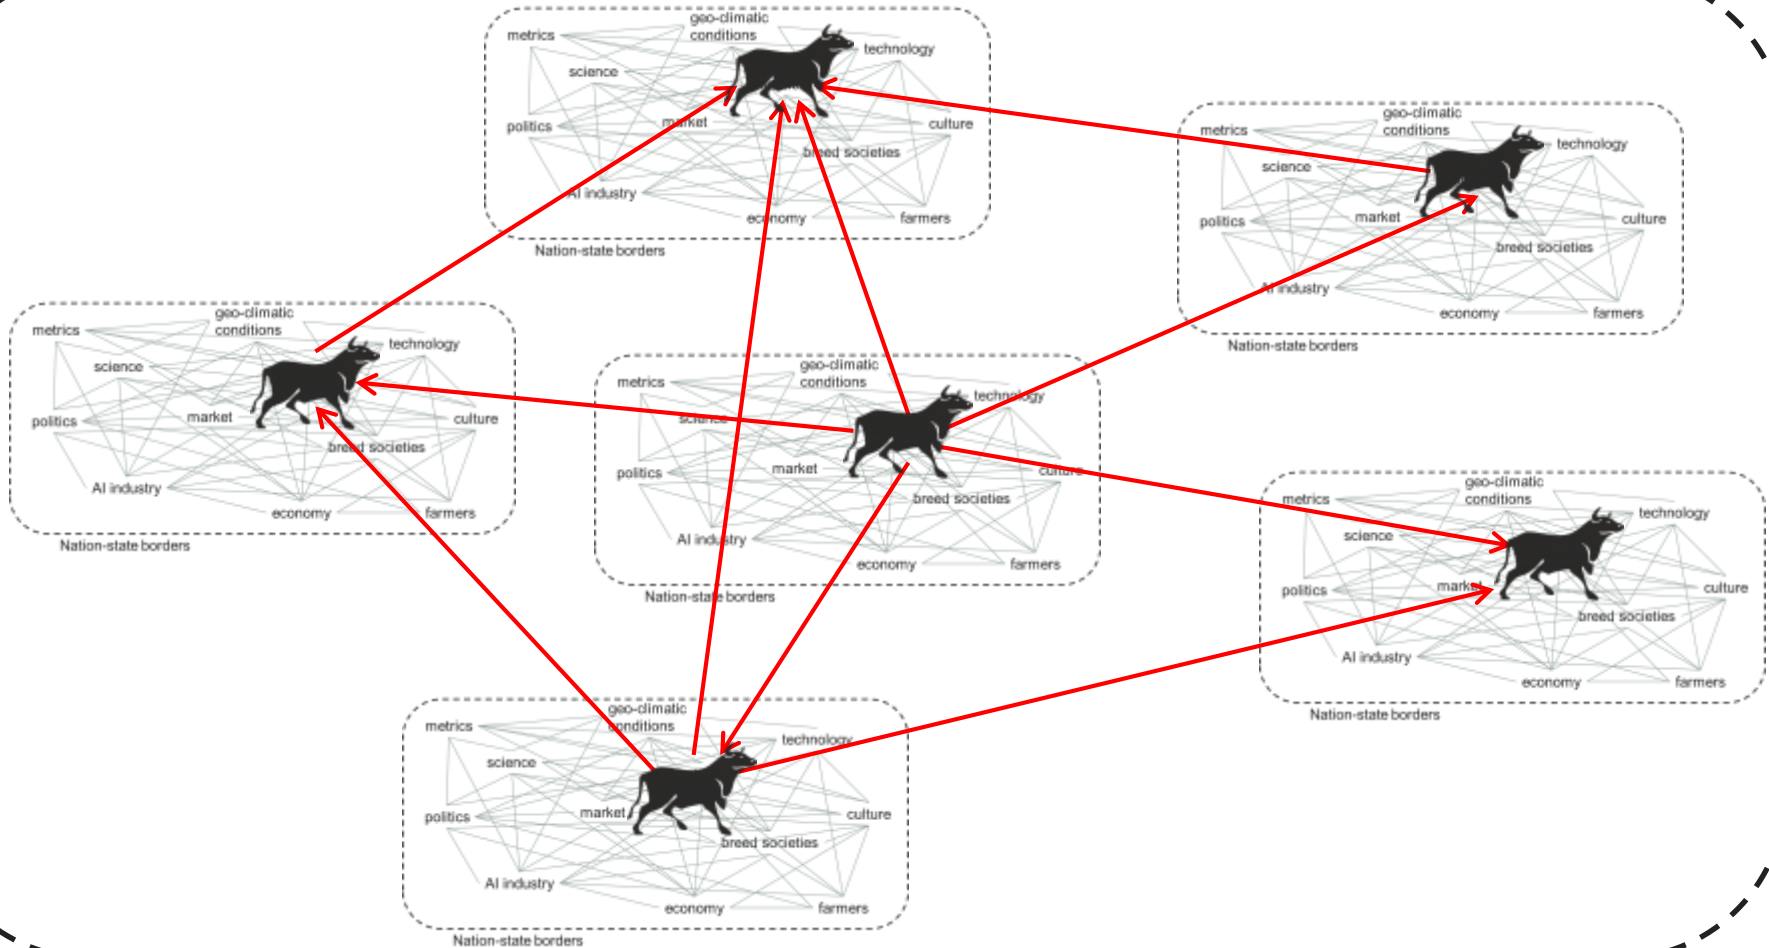 geo-climatic
conditions
metrics
technology
science
politics
market
culture
breed societies
AI industry
economy
farmers
Nation-state borders
geo-climatic
conditions
metrics
technology
science
politics
market
culture
breed societies
AI industry
economy
farmers
Nation-state borders
geo-climatic
conditions
metrics
technology
science
politics
market
culture
breed societies
AI industry
economy
farmers
Nation-state borders
geo-climatic
conditions
metrics
technology
science
politics
market
culture
breed societies
AI industry
economy
farmers
Nation-state borders
geo-climatic
conditions
metrics
technology
science
politics
market
culture
breed societies
AI industry
economy
farmers
Nation-state borders
geo-climatic
conditions
metrics
technology
science
politics
market
culture
breed societies
AI industry
economy
farmers
Nation-state borders